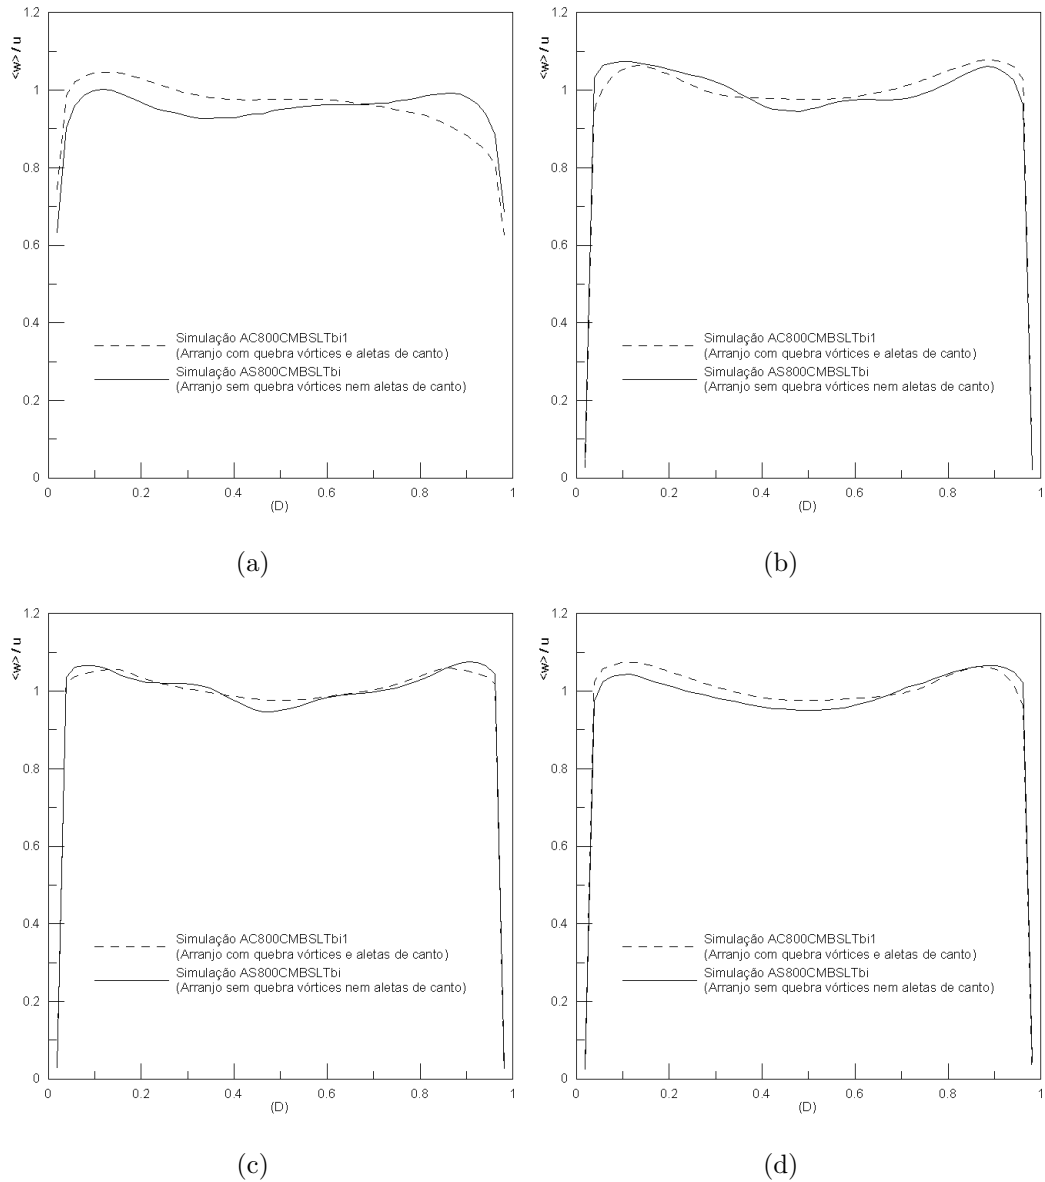 1.2
<w> / u
1
0.8
0.6
0.4
0.2
0
Simulação AC800CMBSLTbi1
(Arranjo com quebra vórtices e aletas de canto)
Simulação AS800CMBSLTbi
(Arranjo sem quebra vórtices nem aletas de canto)
0 0.2 0.4 0.6 0.8 1
(D)
(a)
1.2
<w> / u
1
0.8
0.6
0.4
0.2
0
Simulação AC800CMBSLTbi1
(Arranjo com quebra vórtices e aletas de canto)
Simulação AS800CMBSLTbi
(Arranjo sem quebra vórtices nem aletas de canto)
0 0.2 0.4 0.6 0.8 1
(D)
(b)
1.2
<w> / u
1
0.8
0.6
0.4
0.2
0
Simulação AC800CMBSLTbi1
(Arranjo com quebra vórtices e aletas de canto)
Simulação AS800CMBSLTbi
(Arranjo sem quebra vórtices nem aletas de canto)
0 0.2 0.4 0.6 0.8 1
(D)
(c)
1.2
<w> / u
1
0.8
0.6
0.4
0.2
0
Simulação AC800CMBSLTbi1
(Arranjo com quebra vórtices e aletas de canto)
Simulação AS800CMBSLTbi
(Arranjo sem quebra vórtices nem aletas de canto)
0 0.2 0.4 0.6 0.8 1
(D)
(d)